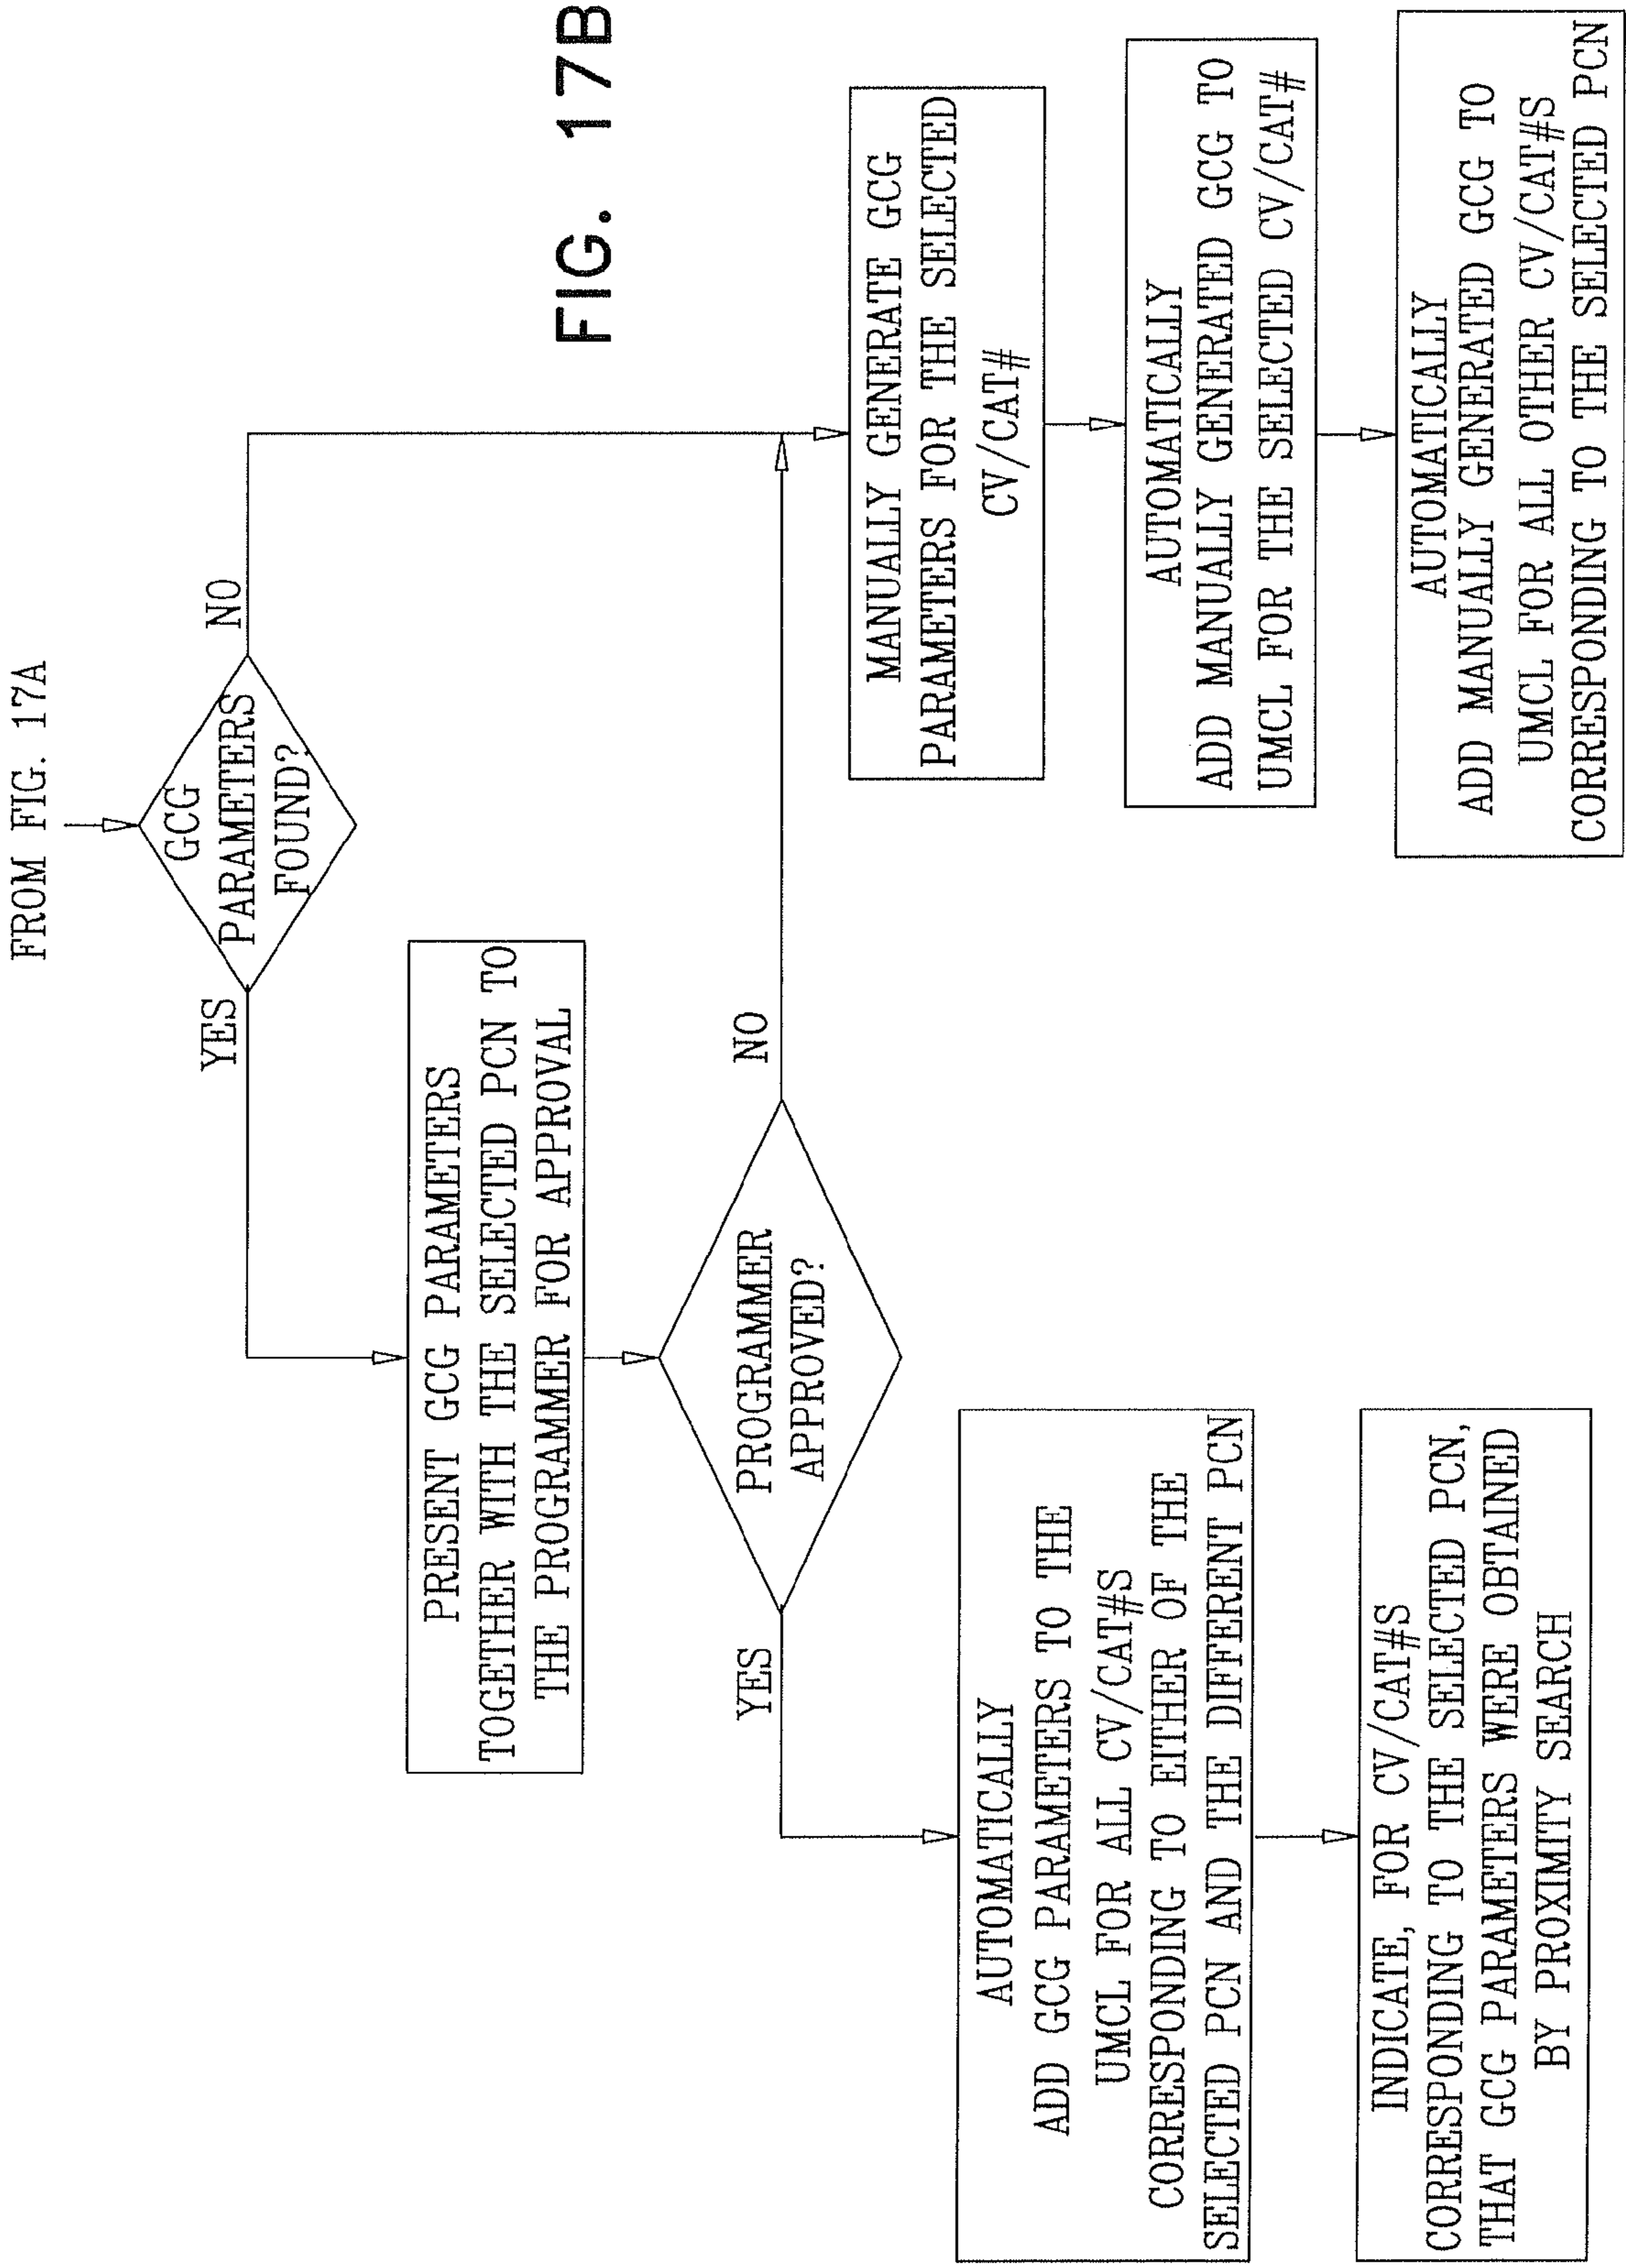 FROM FIG. 17A
GCG
PARAMETERS
FOUND?
YES
NO
PRESENT GCG PARAMETERS
TOGETHER WITH THE SELECTED PCN TO
THE PROGRAMMER FOR APPROVAL
PROGRAMMER
APPROVED?
YES
NO
AUTOMATICALLY
ADD GCG PARAMETERS TO THE
UMCL FOR ALL CV/CAT#S
CORRESPONDING TO EITHER OF THE
SELECTED PCN AND THE DIFFERENT PCN
INDICATE, FOR CV/CAT#S
CORRESPONDING TO THE SELECTED PCN,
THAT GCG PARAMETERS WERE OBTAINED
BY PROXIMITY SEARCH
MANUALLY GENERATE GCG
PARAMETERS FOR THE SELECTED
CV/CAT#
AUTOMATICALLY
ADD MANUALLY GENERATED GCG TO
UMCL FOR THE SELECTED CV/CAT#
AUTOMATICALLY
ADD MANUALLY GENERATED GCG TO
UMCL FOR ALL OTHER CV/CAT#S
CORRESPONDING TO THE SELECTED PCN
FIG. 17B